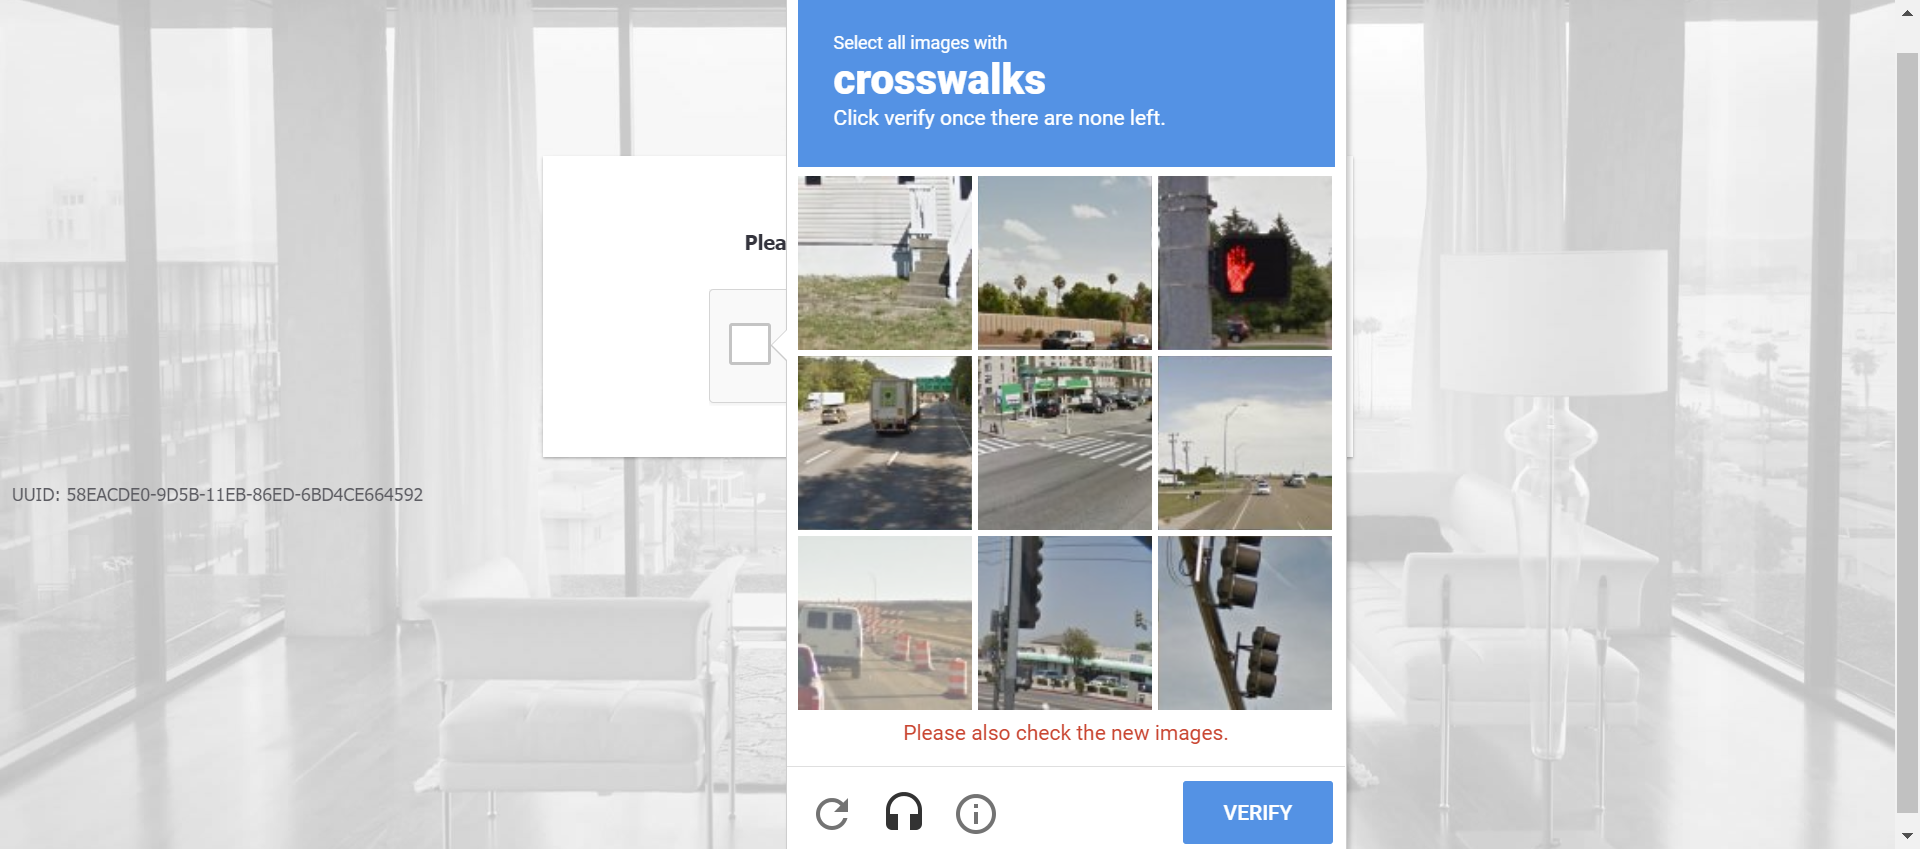 Select all images with
crosswalks
Click verify once there are none left.
Plea
UUID: 58EACDE0-9D5B-11EB-86ED-6BD4CE664592
Please also check the new images.
VERIFY